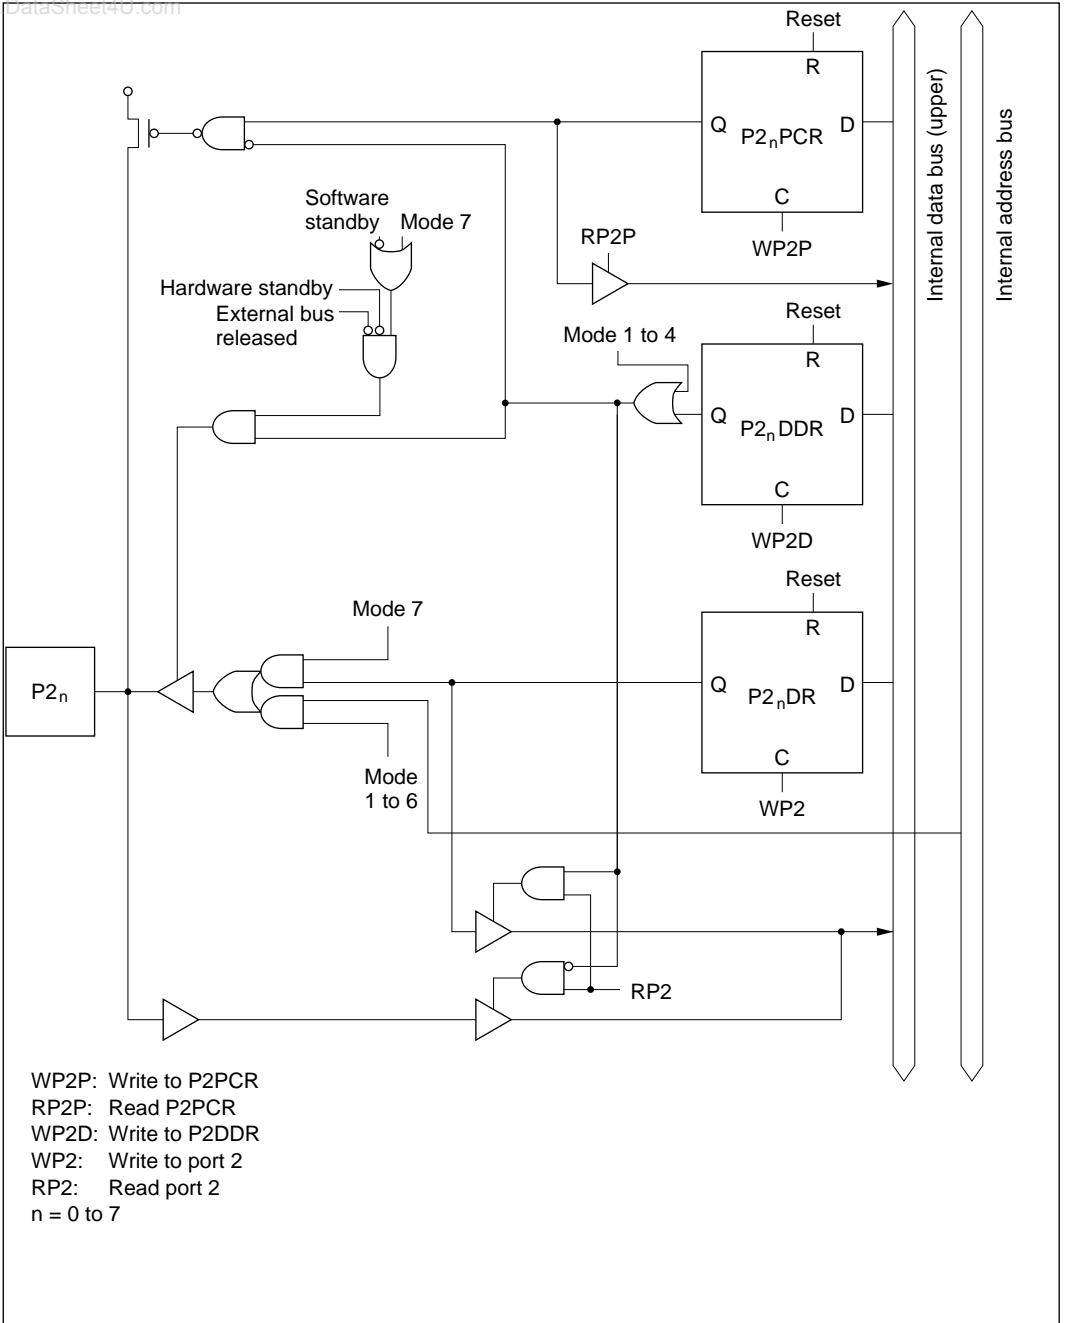 DataSheet4U.com
Reset
R
Q
P2nPCR
D
C
WP2P
Internal data bus (upper)
Internal address bus
Software
standby
Mode 7
RP2P
Hardware standby
External bus
released
Mode 1 to 4
Reset
R
Q
P2nDDR
D
C
WP2D
Reset
R
Mode 7
P2n
Q
P2nDR
D
C
Mode
1 to 6
WP2
RP2
WP2P: Write to P2PCR
RP2P: Read P2PCR
WP2D: Write to P2DDR
WP2: Write to port 2
RP2: Read port 2
n = 0 to 7